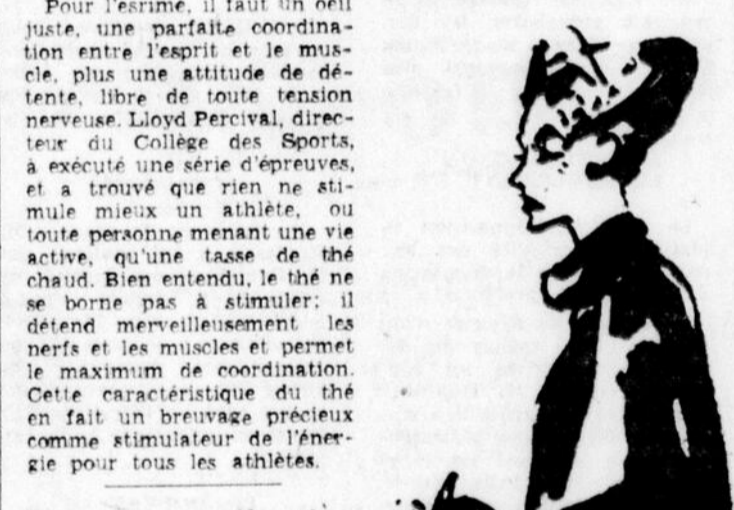 Pour l'esrime, il faut un oeil
juste, une parfaite coordina-
tion entre l'esprit et le mus-
cle, plus une attitude de dé-
tente, libre de toute tension
nerveuse. Lloyd Percival, direc-
teur du Collège des Sports,
à exécuté une série d'épreuves,
et a trouvé que rien ne sti-
mule mieux un athlète, ou
toute personne menant une vie
active, qu'une tasse de thé
chaud. Bien entendu, le thé ne
se borne pas à stimuler; il
détend merveilleusement les
nerfs et les muscles et permet
le maximum de coordination.
Cette caractéristique du thé
en fait un breuvage précieux
comme stimulateur de l'éner-
gie pour tous les athlètes.